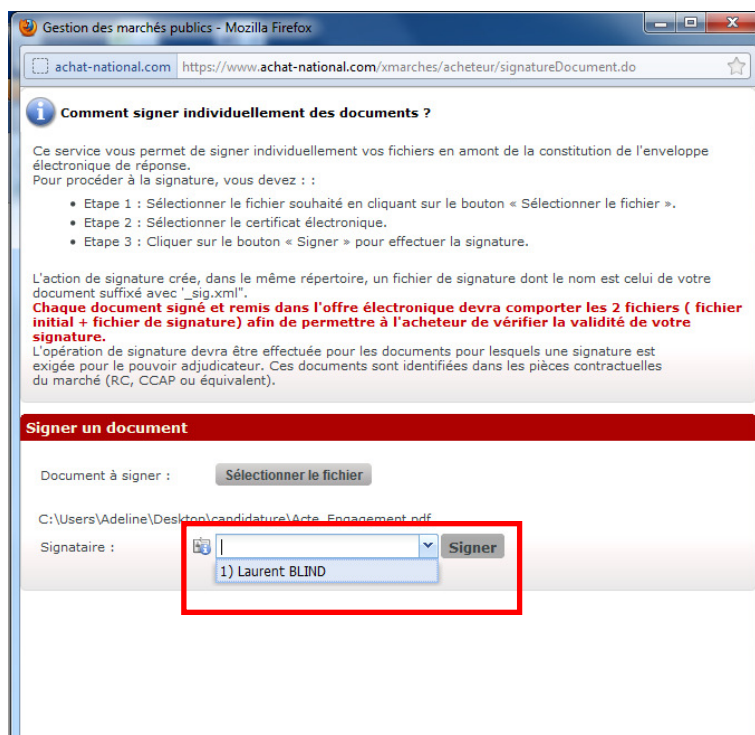 Gestion des marchés publics - Mozilla Firefox
achat-national.com https://www.achat-national.com/xmarches/acheteur/signatureDocument.do
Comment signer individuellement des documents ?
Ce service vous permet de signer individuellement vos fichiers en amont de la constitution de l'enveloppe
électronique de réponse.
Pour procéder à la signature, vous devez : :
• Etape 1 : Sélectionner le fichier souhaité en cliquant sur le bouton « Sélectionner le fichier ».
• Etape 2 : Sélectionner le certificat électronique.
• Etape 3 : Cliquer sur le bouton « Signer » pour effectuer la signature.
L'action de signature crée, dans le même répertoire, un fichier de signature dont le nom est celui de votre
document suffixé avec '_sig.xml".
Chaque document signé et remis dans l'offre électronique devra comporter les 2 fichiers ( fichier
initial + fichier de signature) afin de permettre à l'acheteur de vérifier la validité de votre
signature.
L'opération de signature devra être effectuée pour les documents pour lesquels une signature est
exigée pour le pouvoir adjudicateur. Ces documents sont identifiées dans les pièces contractuelles
du marché (RC, CCAP ou équivalent).
Signer un document
Document à signer : Sélectionner le fichier
C:\Users\Adeline\Desktop\candidature\Acte_Engagement.pdf
Signataire : Signer
1) Laurent BLIND